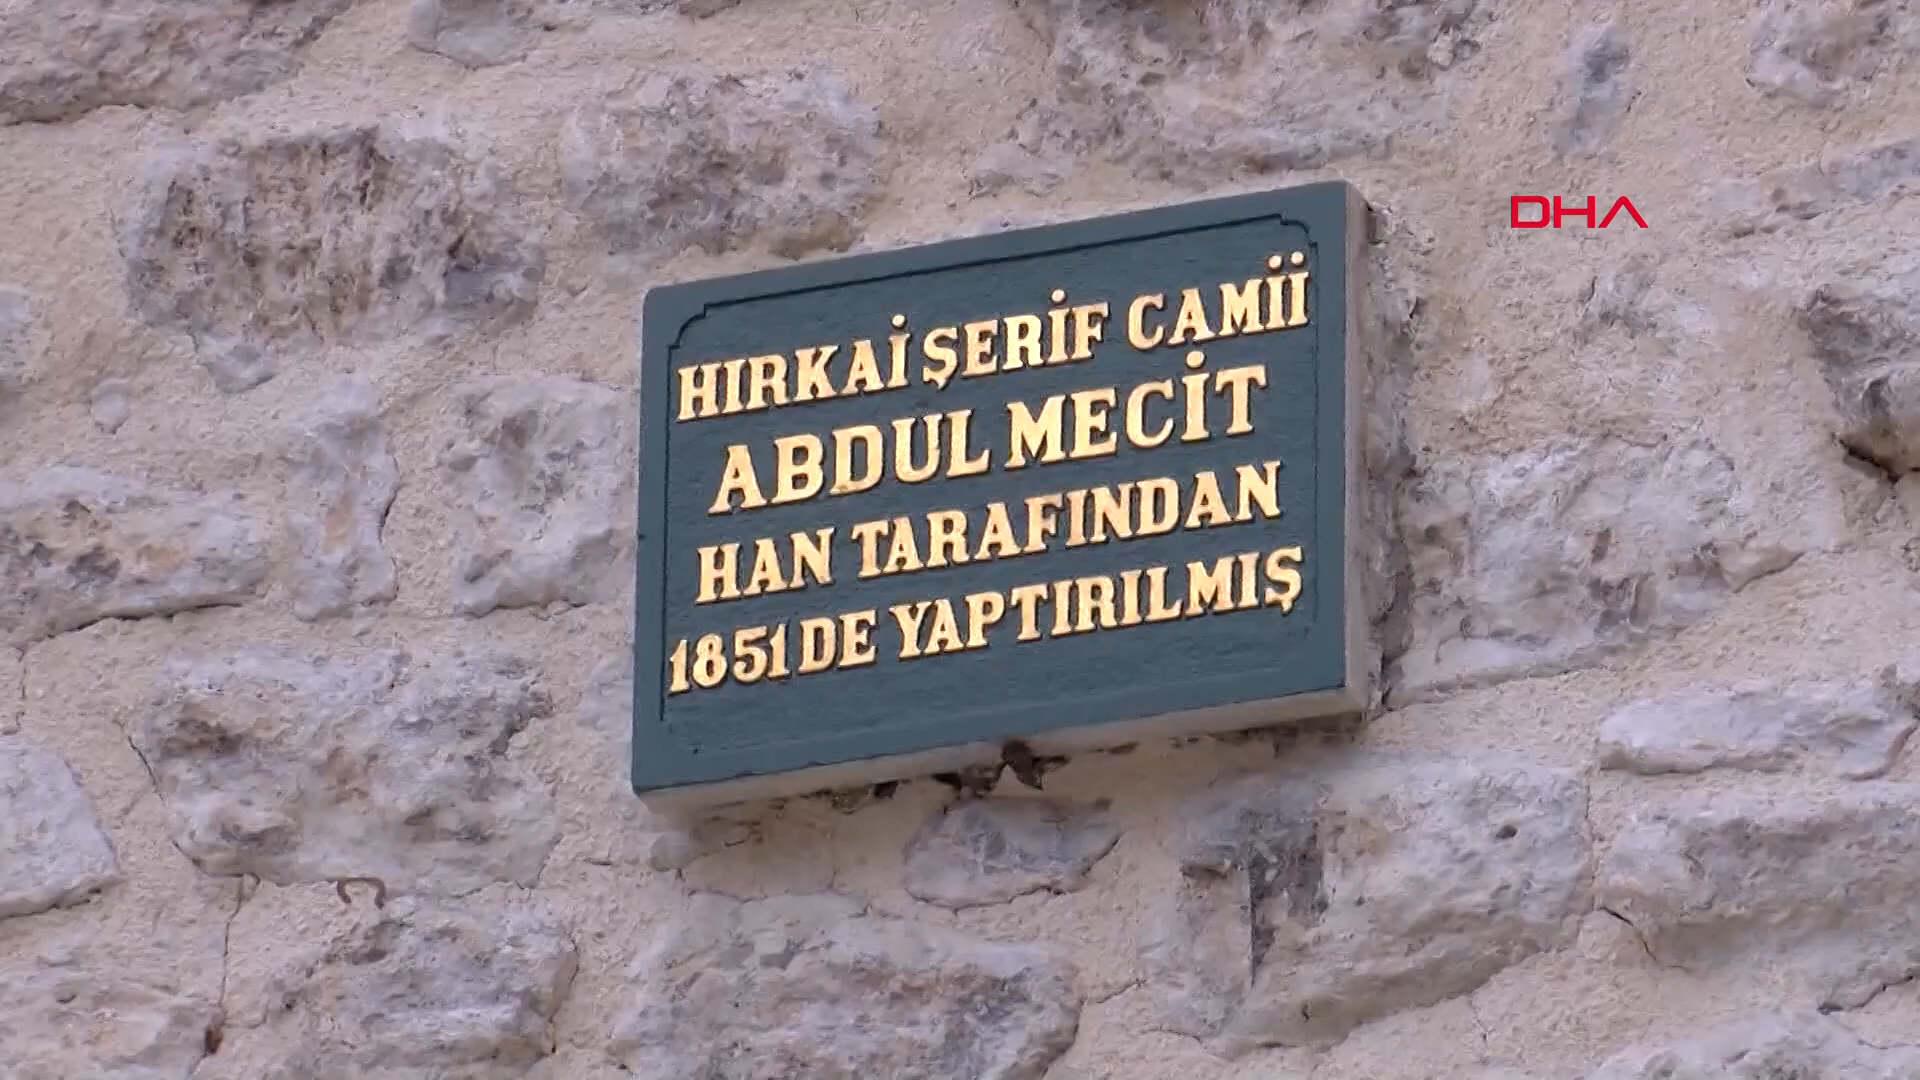 DHA
HIRKAİ ŞERİF CAMİİ
ABDUL MECİT
HAN TARAFINDAN
1851 DE YAPTIRILMIŞ